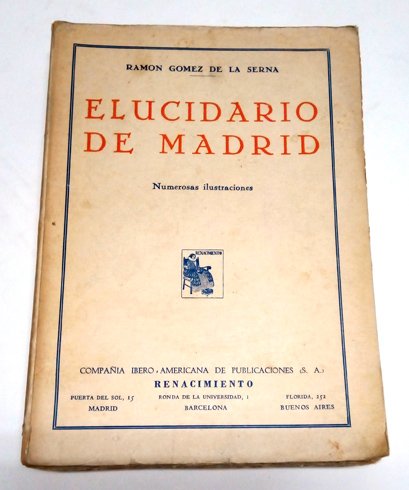 RAMON GOMEZ DE LA SERNA
ELUCIDARIO
DE MADRID
Numerosas ilustraciones
RENACIMIENTO
COMPAÑIA IBERO-AMERICANA DE PUBLICACIONES (S. A.)
RENACIMIENTO
PUERTA DEL SOL, 15 RONDA DE LA UNIVERSIDAD, 1 FLORIDA, 252
MADRID BARCELONA BUENOS AIRES